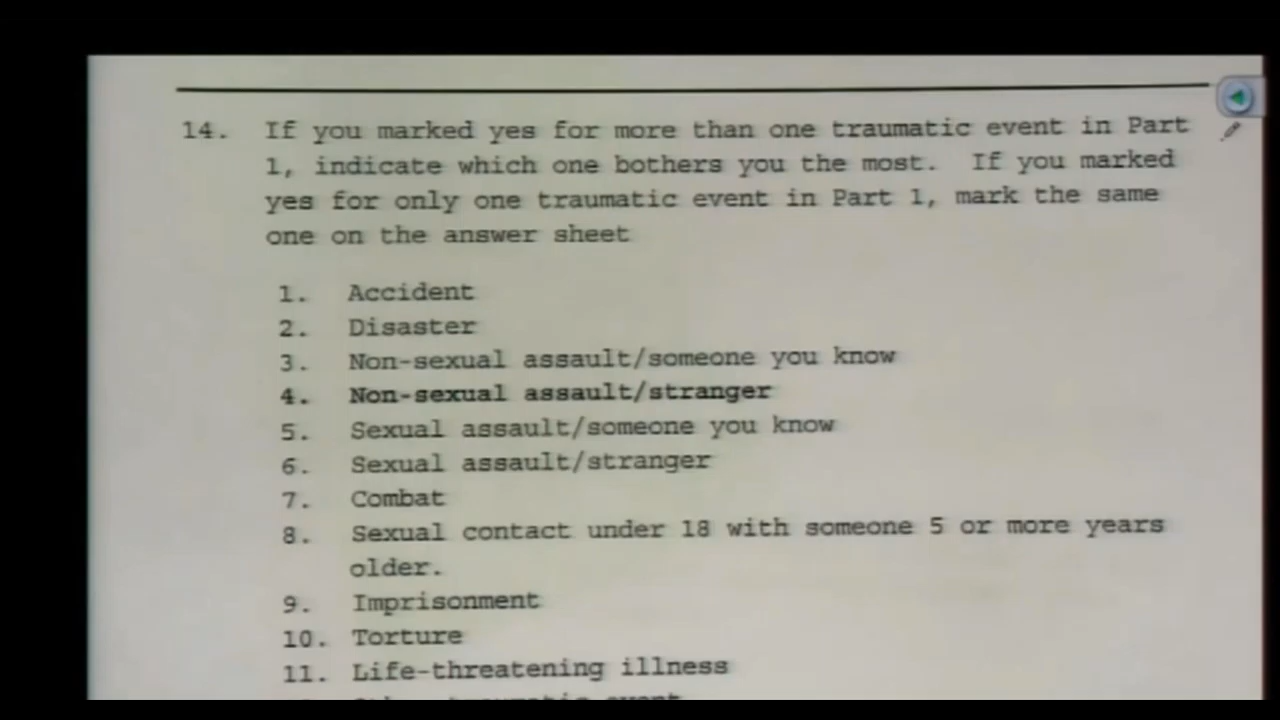 14. If you marked yes for more than one traumatic event in Part
1, indicate which one bothers you the most. If you marked
yes for only one traumatic event in Part 1, mark the same
one on the answer sheet
1. Accident
2. Disaster
3. Non-sexual assault/someone you know
4. Non-sexual assault/stranger
5. Sexual assault/someone you know
6. Sexual assault/stranger
7. Combat
8. Sexual contact under 18 with someone 5 or more years
older.
9. Imprisonment
10. Torture
11. Life-threatening illness